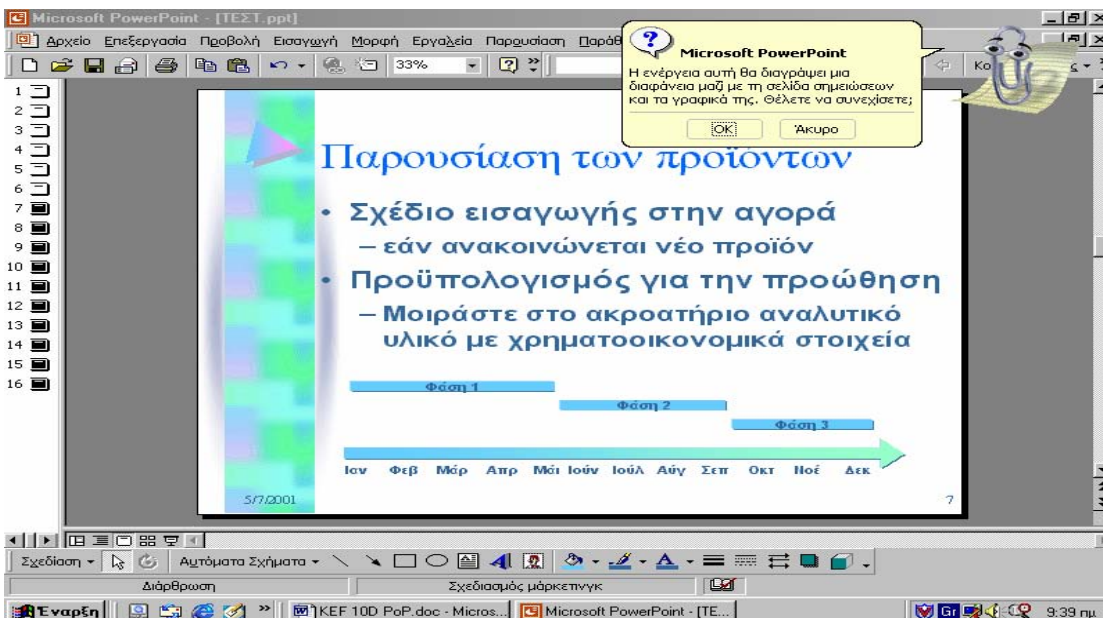 Microsoft PowerPoint - [ΤΕΣΤ.ppt]
Αρχείο Επεξεργασία Προβολή Εισαγωγή Μορφή Εργαλεία Παρουσίαση Παράθ
33%
Κο
Microsoft PowerPoint
Η ενέργεια αυτή θα διαγράψει μια
διαφάνεια μαζί με τη σελίδα σημειώσεων
και τα γραφικά της. Θέλετε να συνεχίσετε;
OK Άκυρο
1
2
3
4
5
6
7
8
9
10
11
12
13
14
15
16
Παρουσίαση των προϊόντων
• Σχέδιο εισαγωγής στην αγορά
– εάν ανακοινώνεται νέο προϊόν
• Προϋπολογισμός για την προώθηση
– Μοιράστε στο ακροατήριο αναλυτικό
υλικό με χρηματοοικονομικά στοιχεία
Φάση 1
Φάση 2
Φάση 3
Ιαν Φεβ Μάρ Απρ Μάι Ιούν Ιούλ Αύγ Σεπ Οκτ Νοέ Δεκ
5/7/2001 7
Σχεδίαση Αυτόματα Σχήματα
Διάρθρωση Σχεδιασμός μάρκετινγκ
Έναρξη » KEF 10D PoP.doc - Micros... Microsoft PowerPoint - [ΤΕ... Gr 9:39 πμ